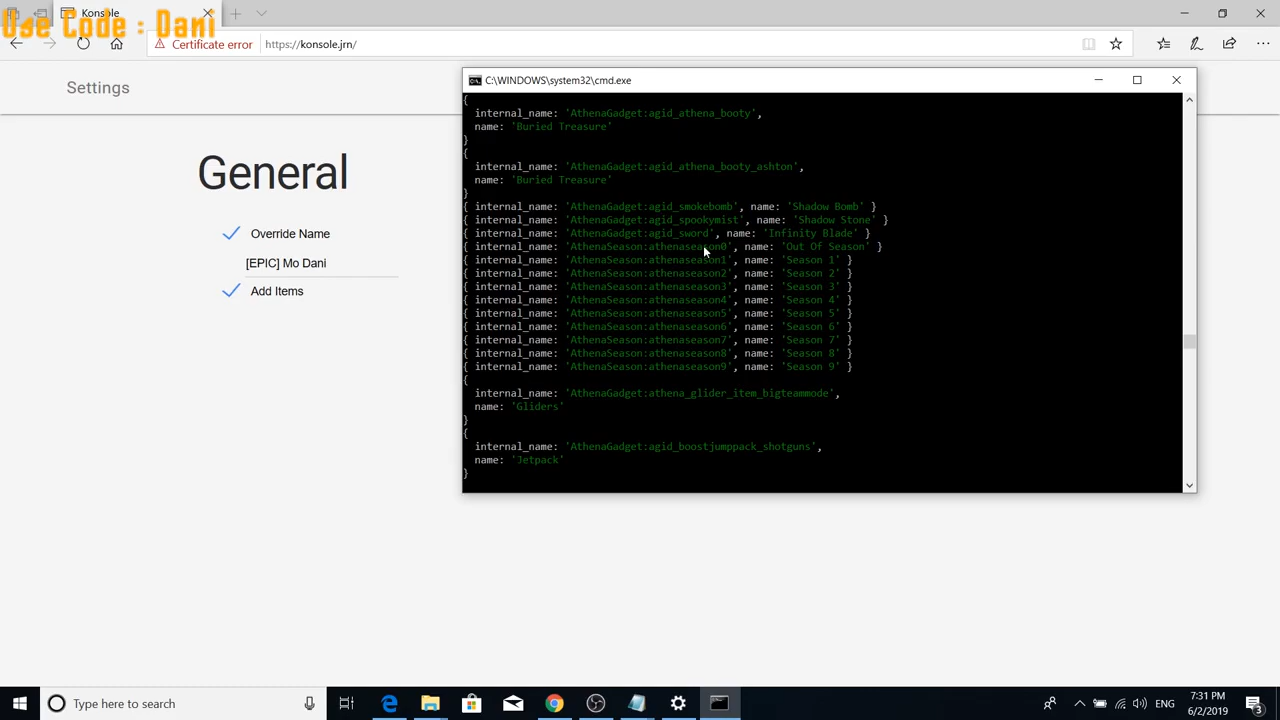 Konsole
Use Code : Dani
Certificate error
https://konsole.jrn/
Settings
C:\WINDOWS\system32\cmd.exe
General
Override Name
[EPIC] Mo Dani
Add Items
{
internal_name: 'AthenaGadget:agid_athena_booty',
name: 'Buried Treasure'
}
{
internal_name: 'AthenaGadget:agid_athena_booty_ashton',
name: 'Buried Treasure'
}
{ internal_name: 'AthenaGadget:agid_smokebomb', name: 'Shadow Bomb' }
{ internal_name: 'AthenaGadget:agid_spookymist', name: 'Shadow Stone' }
{ internal_name: 'AthenaGadget:agid_sword', name: 'Infinity Blade' }
{ internal_name: 'AthenaSeason:athenaseason0', name: 'Out Of Season' }
{ internal_name: 'AthenaSeason:athenaseason1', name: 'Season 1' }
{ internal_name: 'AthenaSeason:athenaseason2', name: 'Season 2' }
{ internal_name: 'AthenaSeason:athenaseason3', name: 'Season 3' }
{ internal_name: 'AthenaSeason:athenaseason4', name: 'Season 4' }
{ internal_name: 'AthenaSeason:athenaseason5', name: 'Season 5' }
{ internal_name: 'AthenaSeason:athenaseason6', name: 'Season 6' }
{ internal_name: 'AthenaSeason:athenaseason7', name: 'Season 7' }
{ internal_name: 'AthenaSeason:athenaseason8', name: 'Season 8' }
{ internal_name: 'AthenaSeason:athenaseason9', name: 'Season 9' }
{
internal_name: 'AthenaGadget:athena_glider_item_bigteammode',
name: 'Gliders'
}
{
internal_name: 'AthenaGadget:agid_boostjumppack_shotguns',
name: 'Jetpack'
}
Type here to search
ENG
7:31 PM
6/2/2019
3